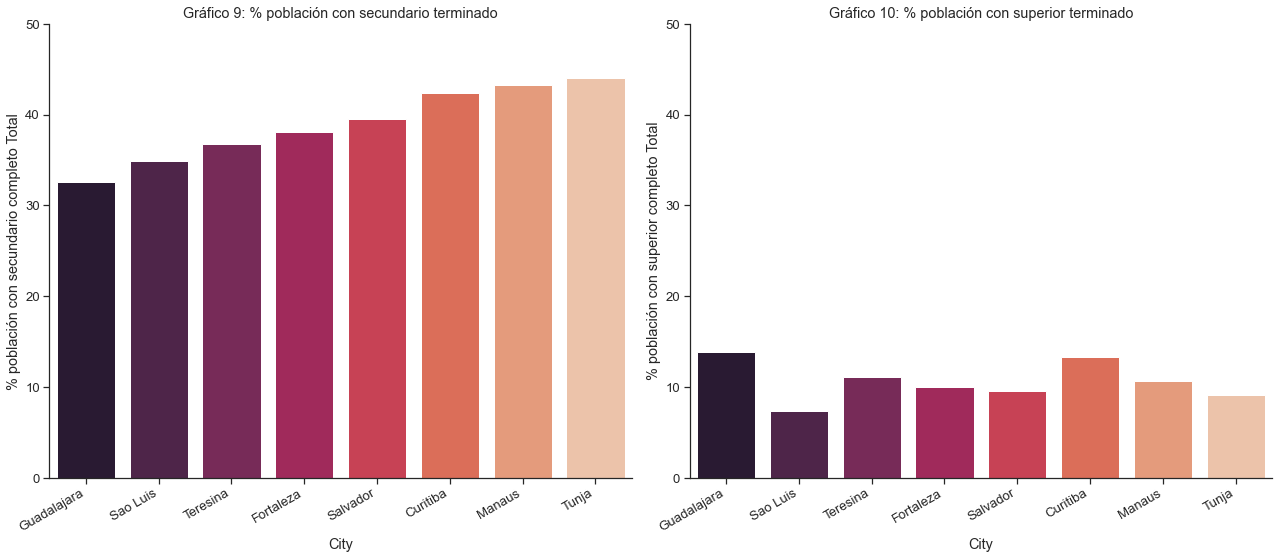 Gráfico 9: % población con secundario terminado
% población con secundario completo Total
50
40
30
20
10
0
Guadalajara
Sao Luis
Teresina
Fortaleza
Salvador
Curitiba
Manaus
Tunja
City
Gráfico 10: % población con superior terminado
% población con superior completo Total
50
40
30
20
10
0
Guadalajara
Sao Luis
Teresina
Fortaleza
Salvador
Curitiba
Manaus
Tunja
City